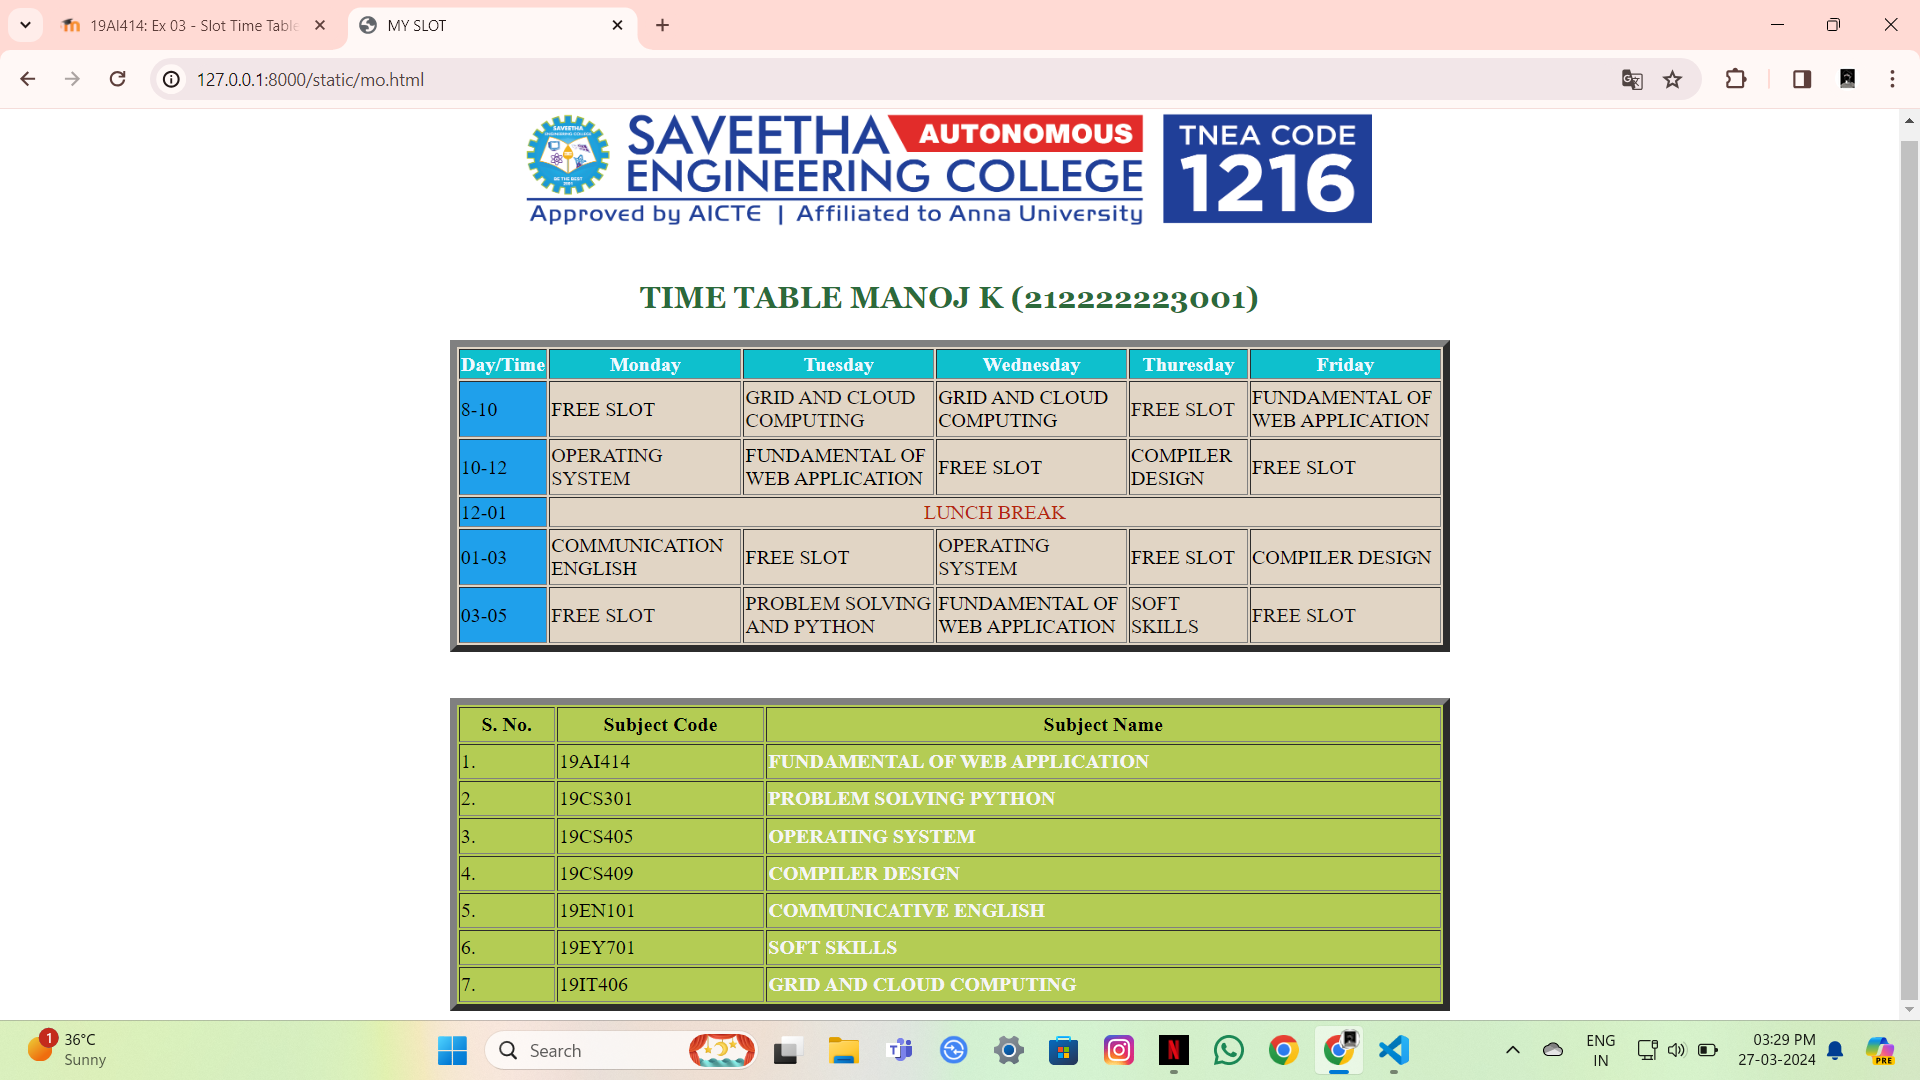 19AI414: Ex 03 - Slot Time Table
MY SLOT
127.0.0.1:8000/static/mo.html
SAVEETHA AUTONOMOUS
ENGINEERING COLLEGE
Approved by AICTE | Affiliated to Anna University
TNEA CODE
1216
SAVEETHA
ENGINEERING COLLEGE
BE THE BEST
2001
TIME TABLE MANOJ K (212222223001)
Day/Time Monday Tuesday Wednesday Thuresday Friday
8-10 FREE SLOT GRID AND CLOUD COMPUTING GRID AND CLOUD COMPUTING FREE SLOT FUNDAMENTAL OF WEB APPLICATION
10-12 OPERATING SYSTEM FUNDAMENTAL OF WEB APPLICATION FREE SLOT COMPILER DESIGN FREE SLOT
12-01 LUNCH BREAK
01-03 COMMUNICATION ENGLISH FREE SLOT OPERATING SYSTEM FREE SLOT COMPILER DESIGN
03-05 FREE SLOT PROBLEM SOLVING AND PYTHON FUNDAMENTAL OF WEB APPLICATION SOFT SKILLS FREE SLOT
S. No. Subject Code Subject Name
1. 19AI414 FUNDAMENTAL OF WEB APPLICATION
2. 19CS301 PROBLEM SOLVING PYTHON
3. 19CS405 OPERATING SYSTEM
4. 19CS409 COMPILER DESIGN
5. 19EN101 COMMUNICATIVE ENGLISH
6. 19EY701 SOFT SKILLS
7. 19IT406 GRID AND CLOUD COMPUTING
1
36°C
Sunny
Search
ENG
IN
03:29 PM
27-03-2024
PRE